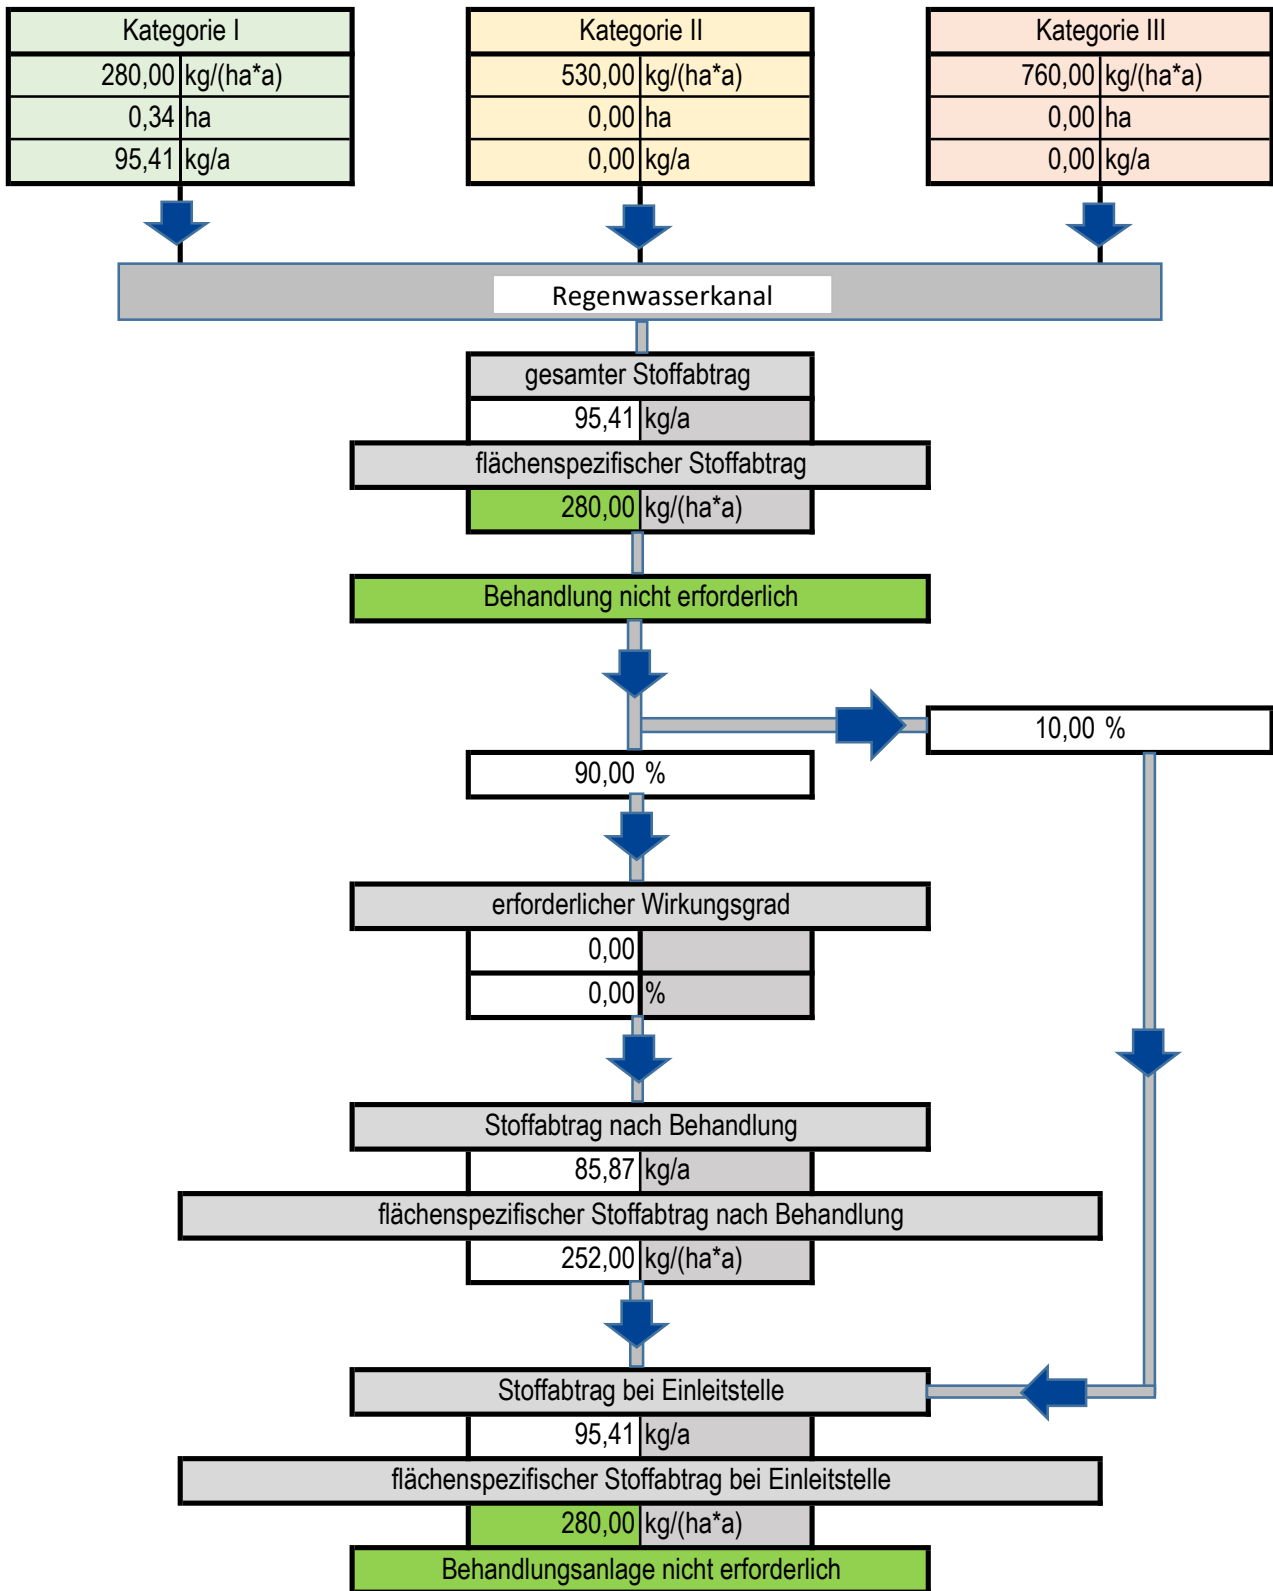 Kategorie I
280,00 kg/(ha*a)
0,34 ha
95,41 kg/a
Kategorie II
530,00 kg/(ha*a)
0,00 ha
0,00 kg/a
Kategorie III
760,00 kg/(ha*a)
0,00 ha
0,00 kg/a
Regenwasserkanal
gesamter Stoffabtrag
95,41 kg/a
flächenspezifischer Stoffabtrag
280,00 kg/(ha*a)
Behandlung nicht erforderlich
10,00 %
90,00 %
erforderlicher Wirkungsgrad
0,00
0,00 %
Stoffabtrag nach Behandlung
85,87 kg/a
flächenspezifischer Stoffabtrag nach Behandlung
252,00 kg/(ha*a)
Stoffabtrag bei Einleitstelle
95,41 kg/a
flächenspezifischer Stoffabtrag bei Einleitstelle
280,00 kg/(ha*a)
Behandlungsanlage nicht erforderlich